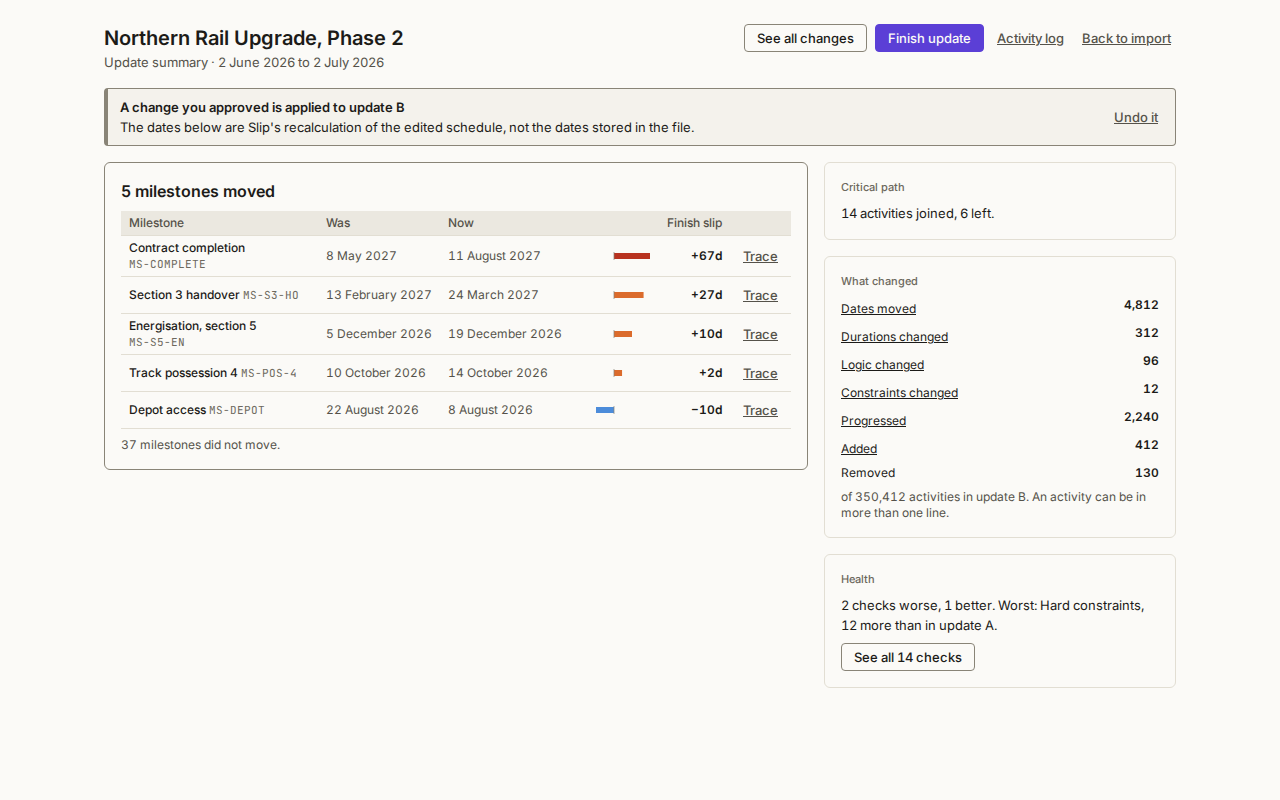 Northern Rail Upgrade, Phase 2
See all changes
Finish update
Activity log
Back to import
Update summary · 2 June 2026 to 2 July 2026
A change you approved is applied to update B
The dates below are Slip's recalculation of the edited schedule, not the dates stored in the file.
Undo it
5 milestones moved
Milestone Was Now Finish slip
Contract completion
MS-COMPLETE
8 May 2027 11 August 2027 +67d Trace
Section 3 handover MS-S3-HO 13 February 2027 24 March 2027 +27d Trace
Energisation, section 5
MS-S5-EN
5 December 2026 19 December 2026 +10d Trace
Track possession 4 MS-POS-4 10 October 2026 14 October 2026 +2d Trace
Depot access MS-DEPOT 22 August 2026 8 August 2026 −10d Trace
37 milestones did not move.
Critical path
14 activities joined, 6 left.
What changed
Dates moved 4,812
Durations changed 312
Logic changed 96
Constraints changed 12
Progressed 2,240
Added 412
Removed 130
of 350,412 activities in update B. An activity can be in
more than one line.
Health
2 checks worse, 1 better. Worst: Hard constraints,
12 more than in update A.
See all 14 checks